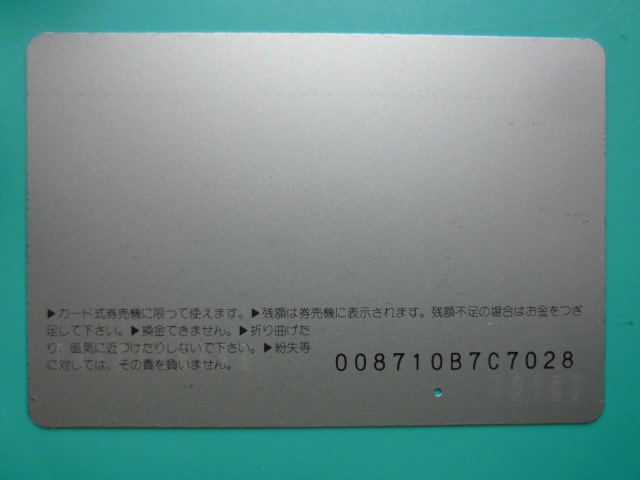 ▶カード式券売機に限って使えます。▶残額は券売機に表示されます。残額不足の場合はお金をつぎ
足して下さい。▶換金できません。▶折り曲げた
り、磁気に近づけたりしないで下さい。▶紛失等
に対しては、その責を負いません。
008710B7C7028